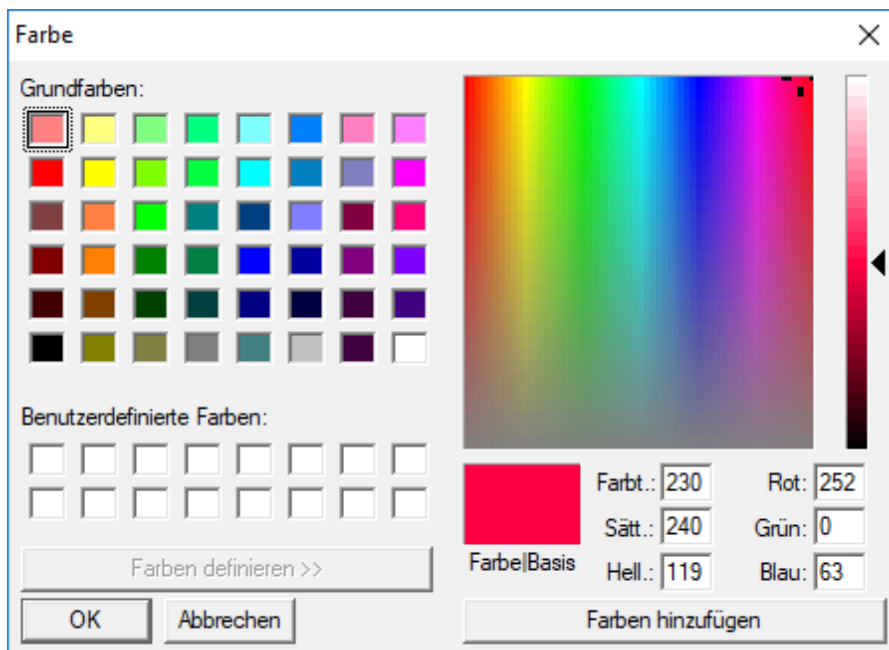 Farbe
Grundfarben:
Benutzerdefinierte Farben:
Farben definieren >>
OK
Abbrechen
Farbe|Basis
Farbt.: 230
Sätt.: 240
Hell.: 119
Rot: 252
Grün: 0
Blau: 63
Farben hinzufügen